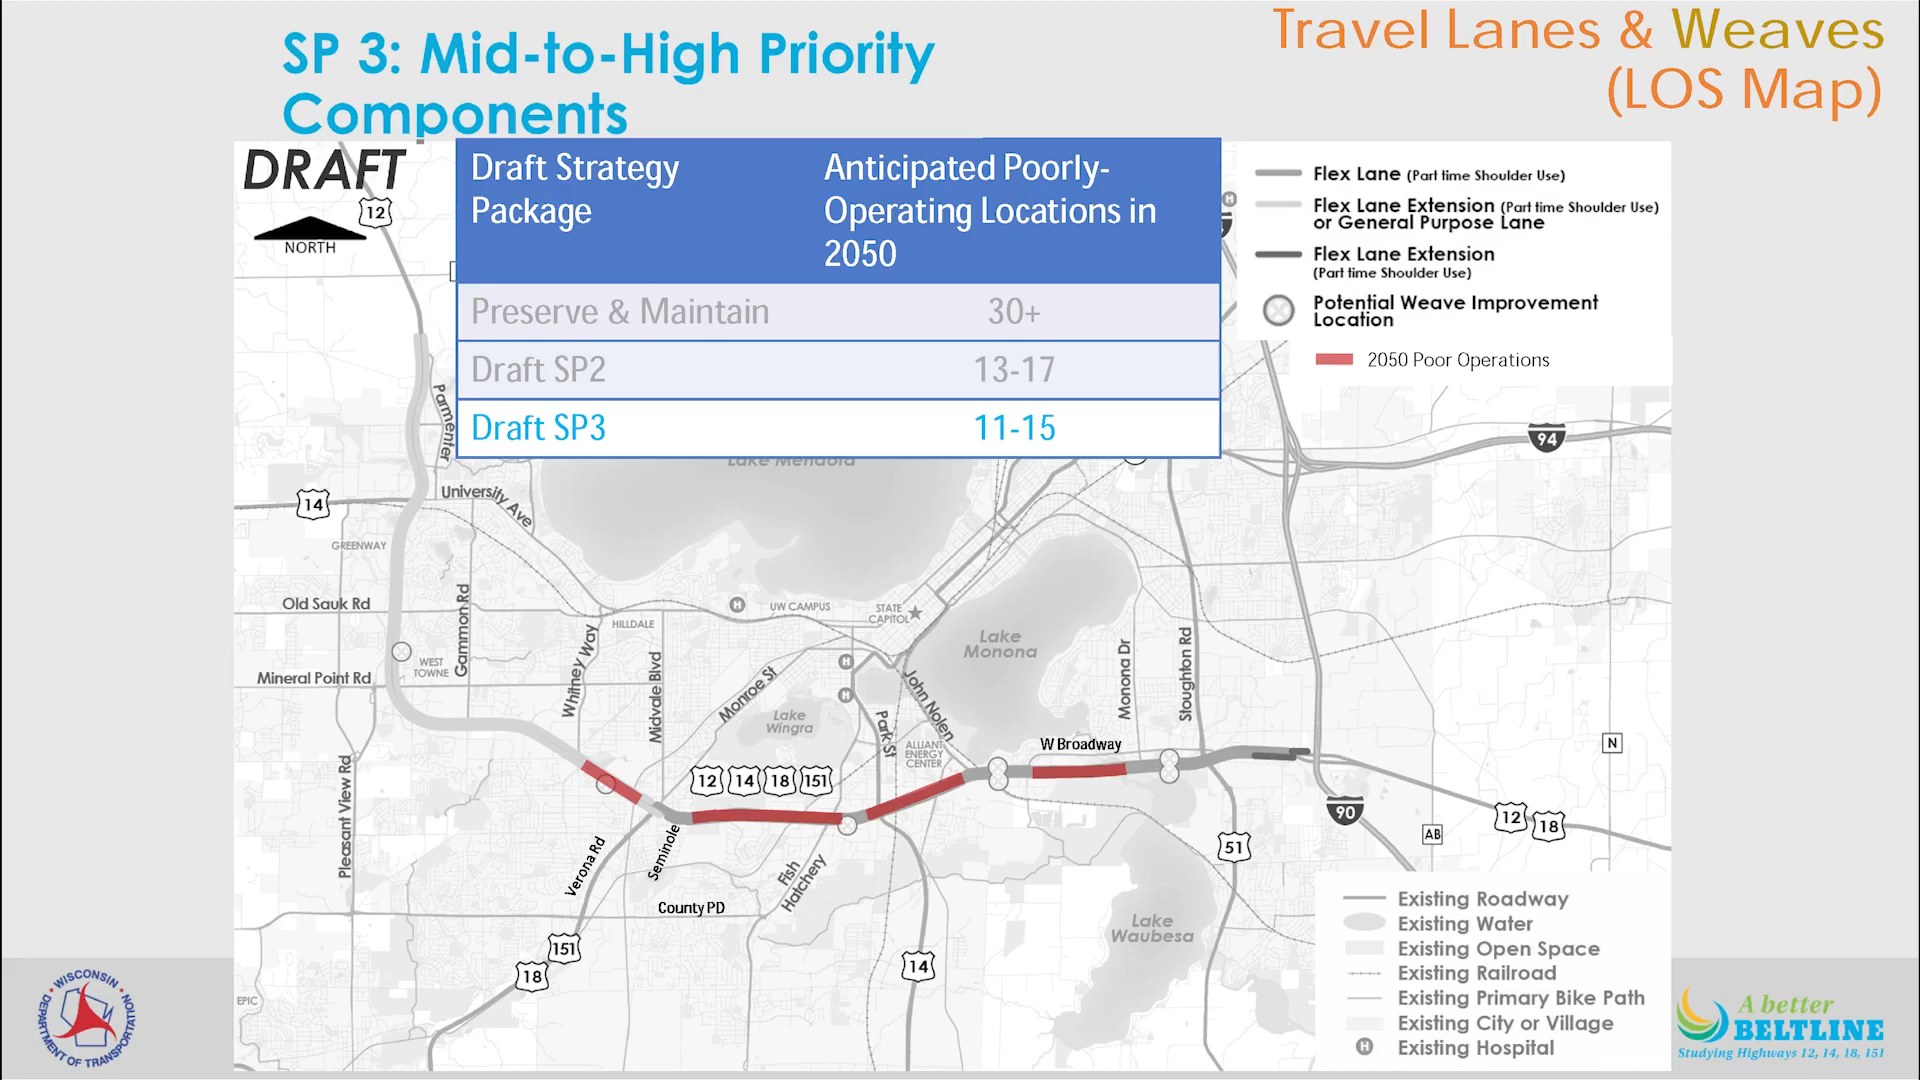 SP 3: Mid-to-High Priority
Components
Travel Lanes & Weaves
(LOS Map)
DRAFT
NORTH
12
Draft Strategy
Package
Anticipated Poorly-
Operating Locations in
2050
Preserve & Maintain
30+
Draft SP2
13-17
Draft SP3
11-15
Flex Lane (Part time Shoulder Use)
Flex Lane Extension (Part time Shoulder Use)
or General Purpose Lane
Flex Lane Extension
(Part time Shoulder Use)
Potential Weave Improvement
Location
2050 Poor Operations
H
94
Parmenter
Lake Mendota
University Ave
14
GREENWAY
Old Sauk Rd
Gammon Rd
HILLDALE
H
UW CAMPUS
STATE
CAPITOL
Lake
Monona
WEST
TOWNE
Mineral Point Rd
Whitney Way
Midvale Blvd
Monroe St
H
H
Lake
Wingra
Park St
John Nolen
ALLIANT
ENERGY
CENTER
Monona Dr
Stoughton Rd
W Broadway
N
12
14
18
151
Pleasant View Rd
Verona Rd
Seminole
Fish
Hatchery
County PD
90
51
AB
12
18
151
18
14
Lake
Waubesa
EPIC
Existing Roadway
Existing Water
Existing Open Space
Existing Railroad
Existing Primary Bike Path
Existing City or Village
H
Existing Hospital
WISCONSIN
DEPARTMENT OF TRANSPORTATION
A better
BELTLINE
Studying Highways 12, 14, 18, 151